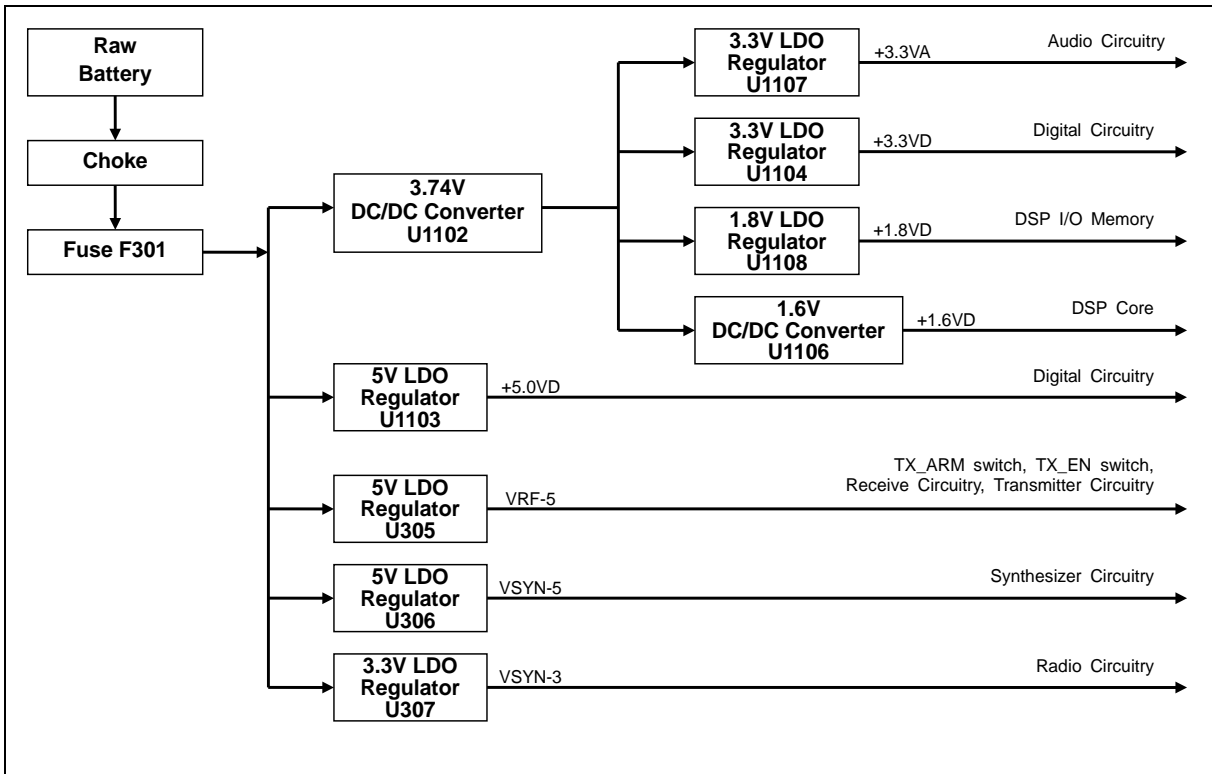 Raw
Battery
Choke
Fuse F301
3.74V
DC/DC Converter
U1102
3.3V LDO
Regulator
U1107
+3.3VA
Audio Circuitry
3.3V LDO
Regulator
U1104
+3.3VD
Digital Circuitry
1.8V LDO
Regulator
U1108
+1.8VD
DSP I/O Memory
1.6V
DC/DC Converter
U1106
+1.6VD
DSP Core
5V LDO
Regulator
U1103
+5.0VD
Digital Circuitry
5V LDO
Regulator
U305
VRF-5
TX_ARM switch, TX_EN switch,
Receive Circuitry, Transmitter Circuitry
5V LDO
Regulator
U306
VSYN-5
Synthesizer Circuitry
3.3V LDO
Regulator
U307
VSYN-3
Radio Circuitry